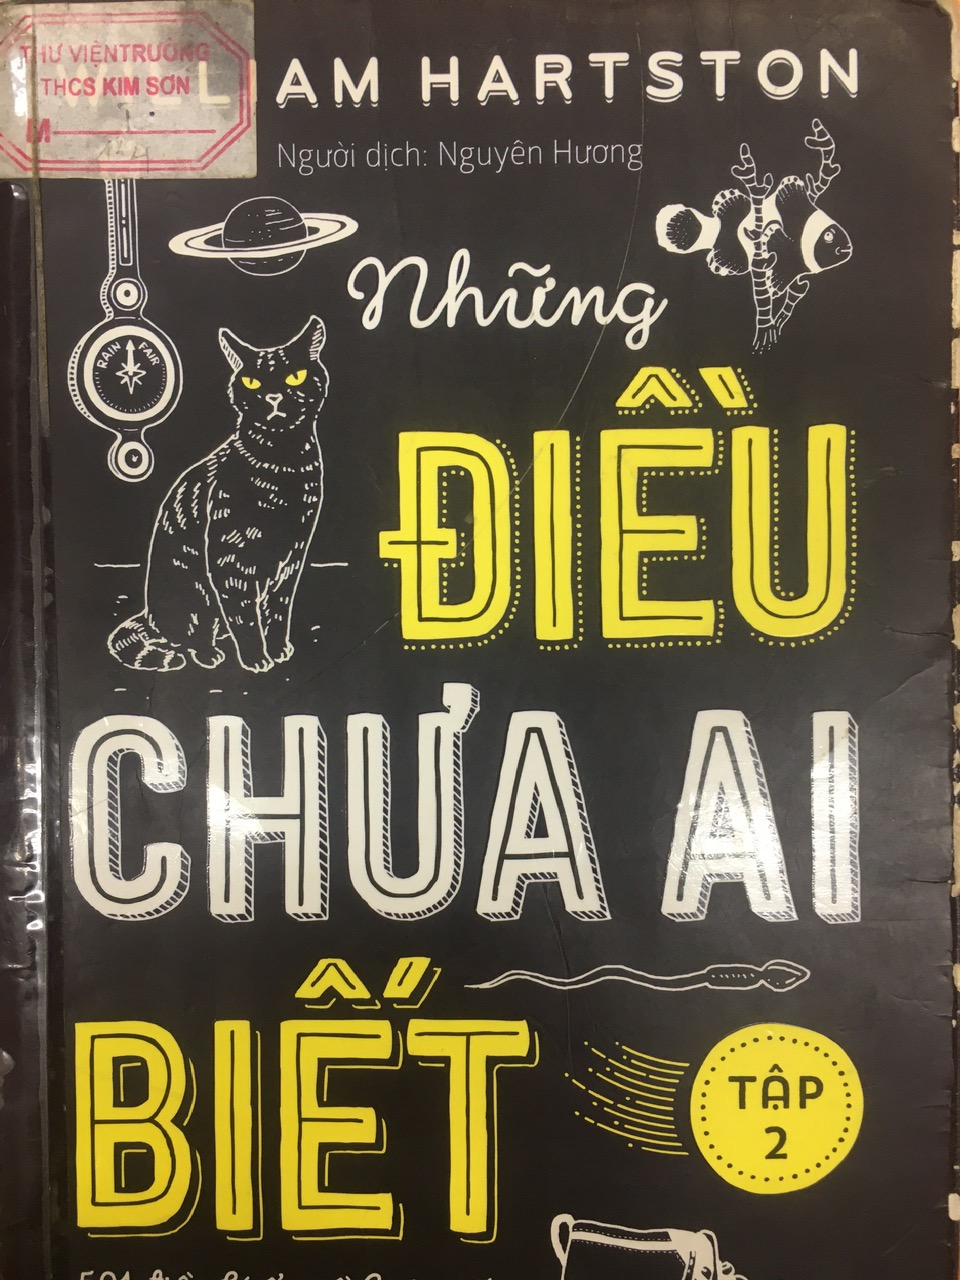 THƯ VIỆN TRƯỜNG
THCS KIM SƠN
WILLIAM HARTSTON
Người dịch: Nguyên Hương
RAIN FAIR
Những
ĐIỀU
CHƯA AI
BIẾT
TẬP
2